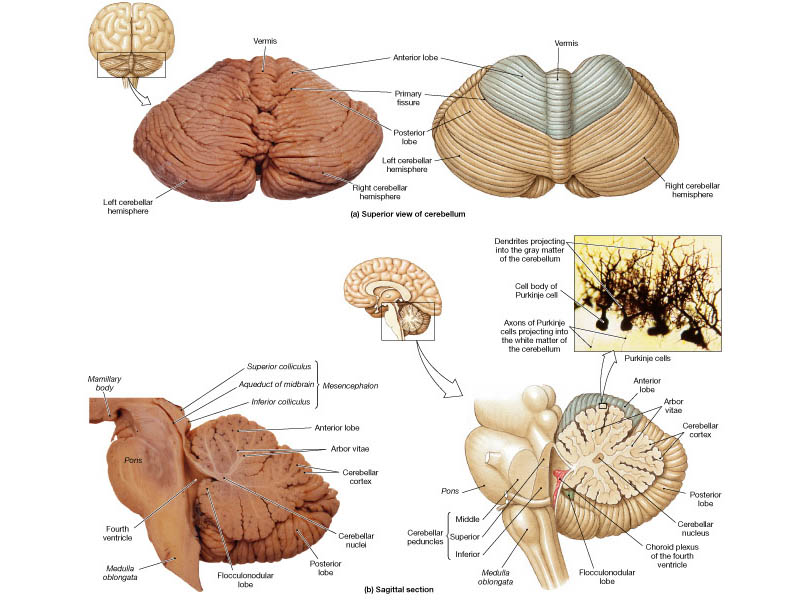 Vermis
Anterior lobe
Primary
fissure
Posterior
lobe
Left cerebellar
hemisphere
Right cerebellar
hemisphere
Vermis
Left cerebellar
hemisphere
Right cerebellar
hemisphere
(a) Superior view of cerebellum
Dendrites projecting
into the gray matter
of the cerebellum
Cell body of
Purkinje cell
Axons of Purkinje
cells projecting into
the white matter of
the cerebellum
Purkinje cells
Mamillary
body
Superior colliculus
Aqueduct of midbrain
Inferior colliculus
Mesencephalon
Anterior lobe
Arbor vitae
Cerebellar
cortex
Pons
Fourth
ventricle
Medulla
oblongata
Flocculonodular
lobe
Posterior
lobe
Cerebellar
nuclei
Anterior
lobe
Arbor
vitae
Cerebellar
cortex
Pons
Cerebellar
peduncles
Middle
Superior
Inferior
Medulla
oblongata
Posterior
lobe
Cerebellar
nucleus
Choroid plexus
of the fourth
ventricle
Flocculonodular
lobe
(b) Sagittal section